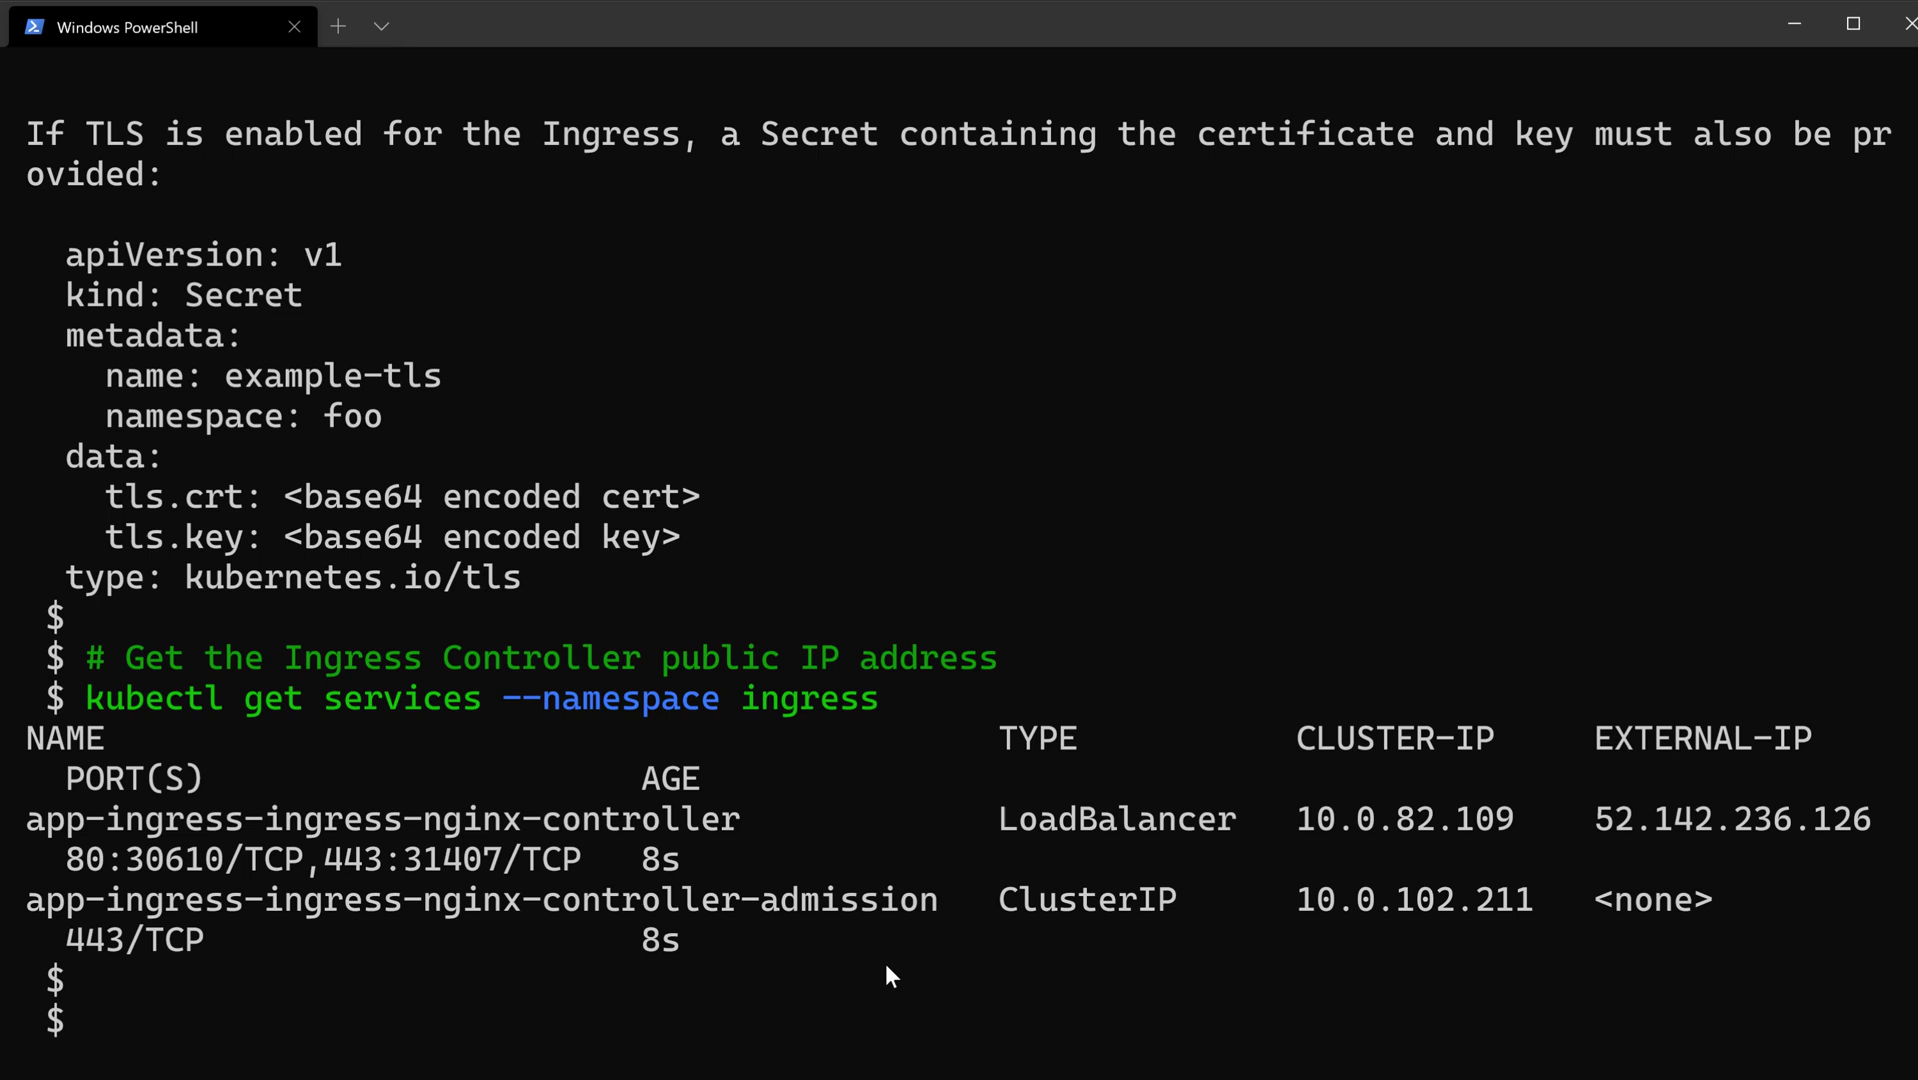 Windows PowerShell
If TLS is enabled for the Ingress, a Secret containing the certificate and key must also be pr
ovided:
apiVersion: v1
kind: Secret
metadata:
name: example-tls
namespace: foo
data:
tls.crt: <base64 encoded cert>
tls.key: <base64 encoded key>
type: kubernetes.io/tls
$
$ # Get the Ingress Controller public IP address
$ kubectl get services --namespace ingress
NAME TYPE CLUSTER-IP EXTERNAL-IP
PORT(S) AGE
app-ingress-ingress-nginx-controller LoadBalancer 10.0.82.109 52.142.236.126
80:30610/TCP,443:31407/TCP 8s
app-ingress-ingress-nginx-controller-admission ClusterIP 10.0.102.211 <none>
443/TCP 8s
$
$